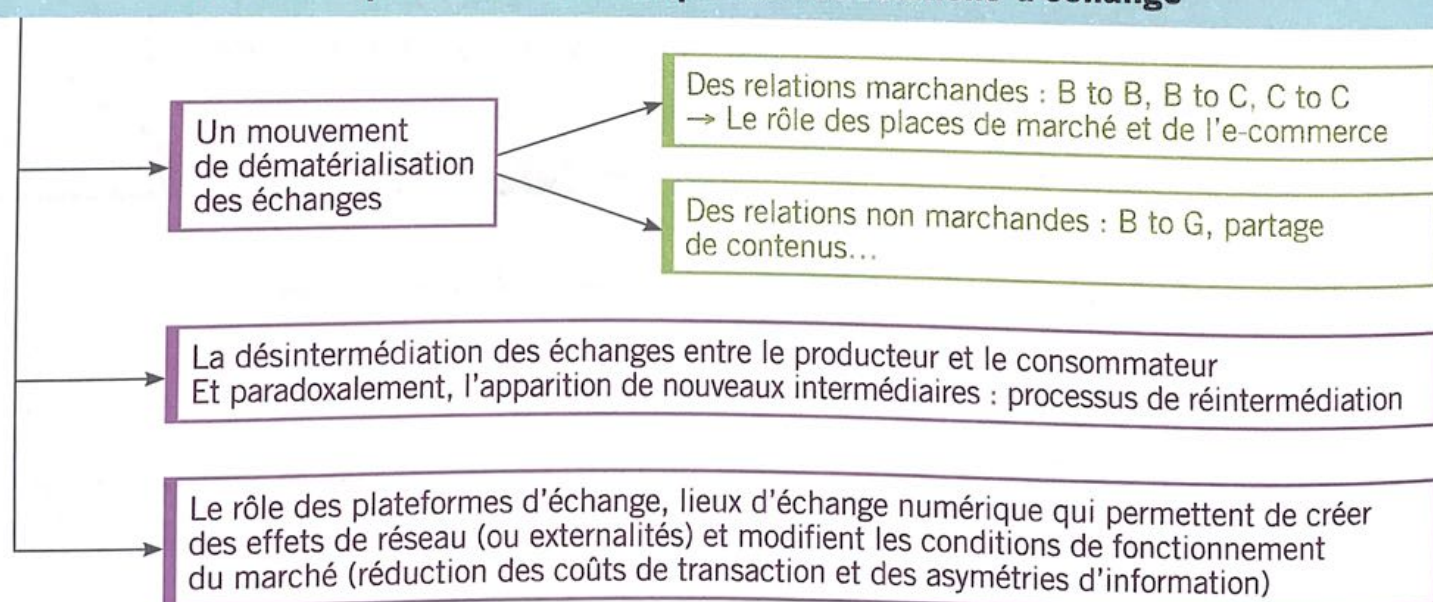 d'échange
Un mouvement
de dématérialisation
des échanges
Des relations marchandes : B to B, B to C, C to C
→ Le rôle des places de marché et de l'e-commerce
Des relations non marchandes : B to G, partage
de contenus...
La désintermédiation des échanges entre le producteur et le consommateur
Et paradoxalement, l'apparition de nouveaux intermédiaires : processus de réintermédiation
Le rôle des plateformes d'échange, lieux d'échange numérique qui permettent de créer
des effets de réseau (ou externalités) et modifient les conditions de fonctionnement
du marché (réduction des coûts de transaction et des asymétries d'information)